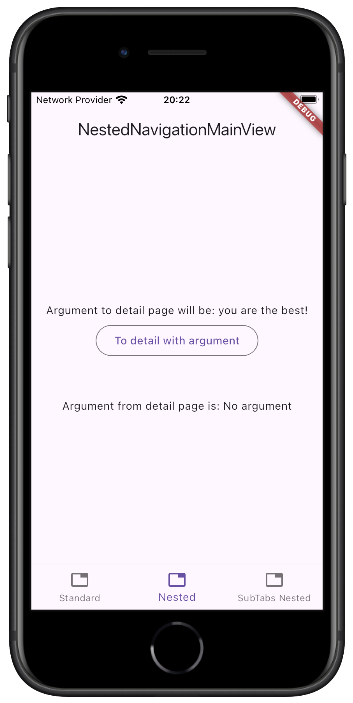 Network Provider 20:22
DEBUG
NestedNavigationMainView
Argument to detail page will be: you are the best!
To detail with argument
Argument from detail page is: No argument
Standard Nested SubTabs Nested